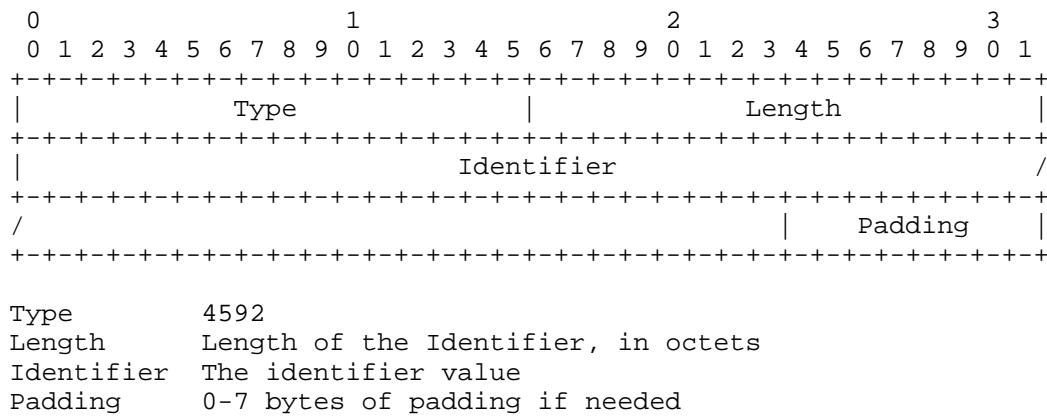 0                   1                   2                   3
 0 1 2 3 4 5 6 7 8 9 0 1 2 3 4 5 6 7 8 9 0 1 2 3 4 5 6 7 8 9 0 1
+-+-+-+-+-+-+-+-+-+-+-+-+-+-+-+-+-+-+-+-+-+-+-+-+-+-+-+-+-+-+-+-+
|             Type              |             Length            |
+-+-+-+-+-+-+-+-+-+-+-+-+-+-+-+-+-+-+-+-+-+-+-+-+-+-+-+-+-+-+-+-+
|                           Identifier                          /
+-+-+-+-+-+-+-+-+-+-+-+-+-+-+-+-+-+-+-+-+-+-+-+-+-+-+-+-+-+-+-+-+
/                                               |    Padding    |
+-+-+-+-+-+-+-+-+-+-+-+-+-+-+-+-+-+-+-+-+-+-+-+-+-+-+-+-+-+-+-+-+
Type        4592
Length      Length of the Identifier, in octets
Identifier  The identifier value
Padding     0-7 bytes of padding if needed